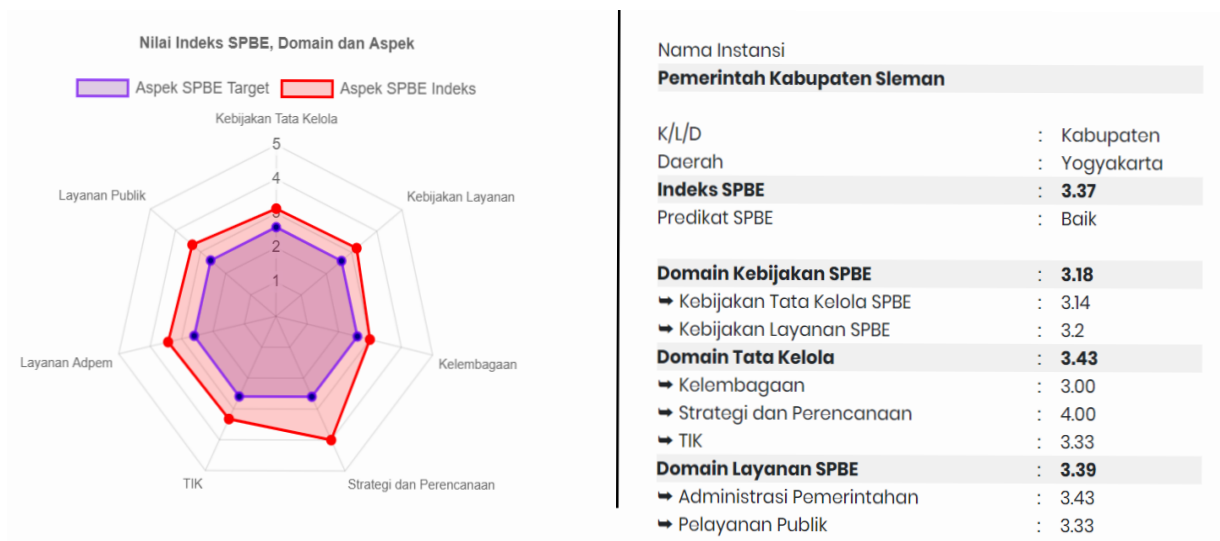 Nilai Indeks SPBE, Domain dan Aspek
Aspek SPBE Target
Aspek SPBE Indeks
Kebijakan Tata Kelola
5
4
3
2
1
Layanan Publik
Kebijakan Layanan
Layanan Adpem
Kelembagaan
TIK
Strategi dan Perencanaan
Nama Instansi
Pemerintah Kabupaten Sleman
K/L/D : Kabupaten
Daerah : Yogyakarta
Indeks SPBE : 3.37
Predikat SPBE : Baik
Domain Kebijakan SPBE : 3.18
➥ Kebijakan Tata Kelola SPBE : 3.14
➥ Kebijakan Layanan SPBE : 3.2
Domain Tata Kelola : 3.43
➥ Kelembagaan : 3.00
➥ Strategi dan Perencanaan : 4.00
➥ TIK : 3.33
Domain Layanan SPBE : 3.39
➥ Administrasi Pemerintahan : 3.43
➥ Pelayanan Publik : 3.33